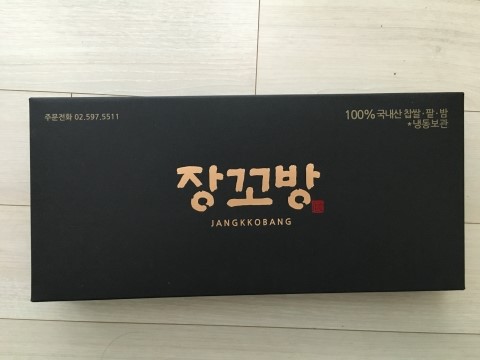 주문전화 02.597.5511
100% 국내산 찹쌀·팥·밤
*냉동보관
장꼬방
JANGKKOBANG